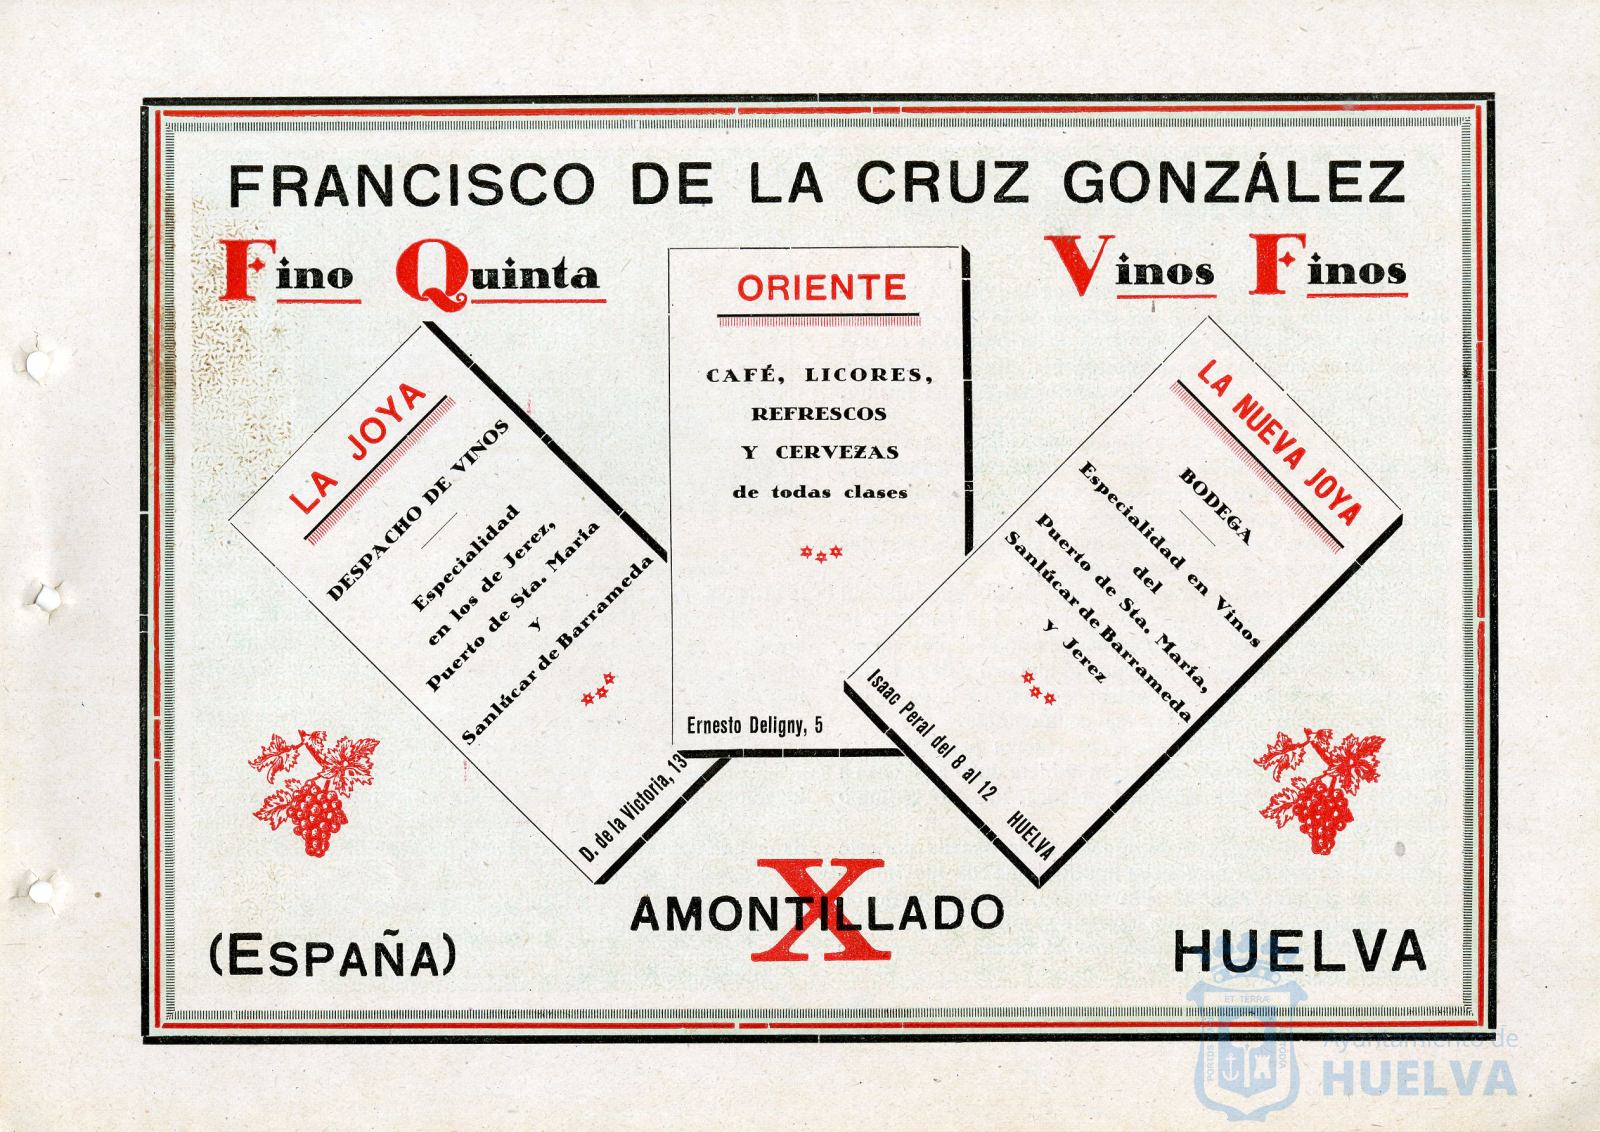 FRANCISCO DE LA CRUZ GONZÁLEZ
Fino Quinta
Vinos Finos
LA JOYA
DESPACHO DE VINOS
Especialidad
en los de Jerez,
Puerto de Sta. María
y
Sanlúcar de Barrameda
D. de la Victoria, 13
ORIENTE
CAFÉ, LICORES,
REFRESCOS
Y CERVEZAS
de todas clases
Ernesto Deligny, 5
LA NUEVA JOYA
BODEGA
Especialidad en Vinos
del
Puerto de Sta. María,
Sanlúcar de Barrameda
y Jerez
Isaac Peral del 8 al 12 HUELVA
X
AMONTILLADO
(ESPAÑA)
HUELVA
ET TERRÆ
Ayuntamiento de
HUELVA